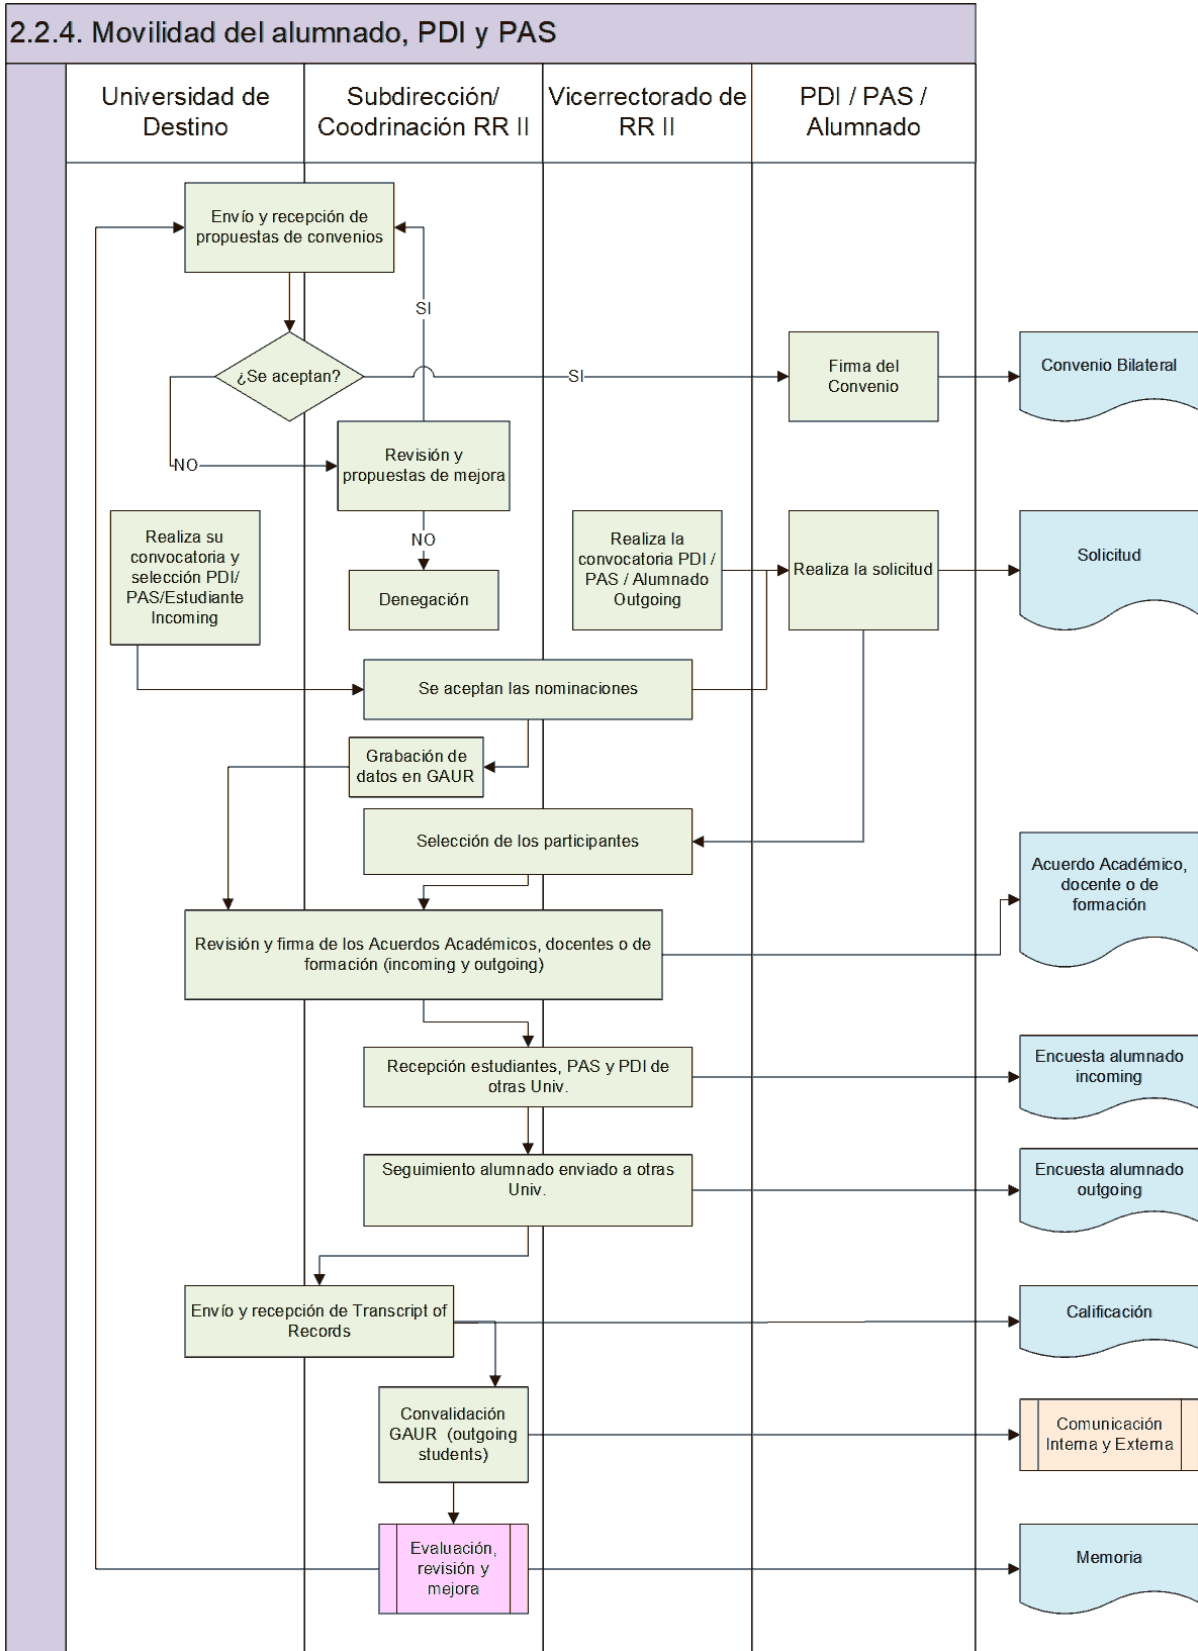 2.2.4. Movilidad del alumnado, PDI y PAS
Universidad de
Destino
Subdirección/
Coodrinación RR II
Vicerrectorado de
RR II
PDI / PAS /
Alumnado
Envío y recepción de
propuestas de convenios
SI
¿Se aceptan?
SI
Firma del
Convenio
Convenio Bilateral
NO
Revisión y
propuestas de mejora
Realiza su
convocatoria y
selección PDI/
PAS/Estudiante
Incoming
NO
Denegación
Realiza la
convocatoria PDI /
PAS / Alumnado
Outgoing
Realiza la solicitud
Solicitud
Se aceptan las nominaciones
Grabación de
datos en GAUR
Selección de los participantes
Acuerdo Académico,
docente o de
formación
Revisión y firma de los Acuerdos Académicos, docentes o de
formación (incoming y outgoing)
Recepción estudiantes, PAS y PDI de
otras Univ.
Encuesta alumnado
incoming
Seguimiento alumnado enviado a otras
Univ.
Encuesta alumnado
outgoing
Envío y recepción de Transcript of
Records
Calificación
Convalidación
GAUR (outgoing
students)
Comunicación
Interna y Externa
Evaluación,
revisión y
mejora
Memoria